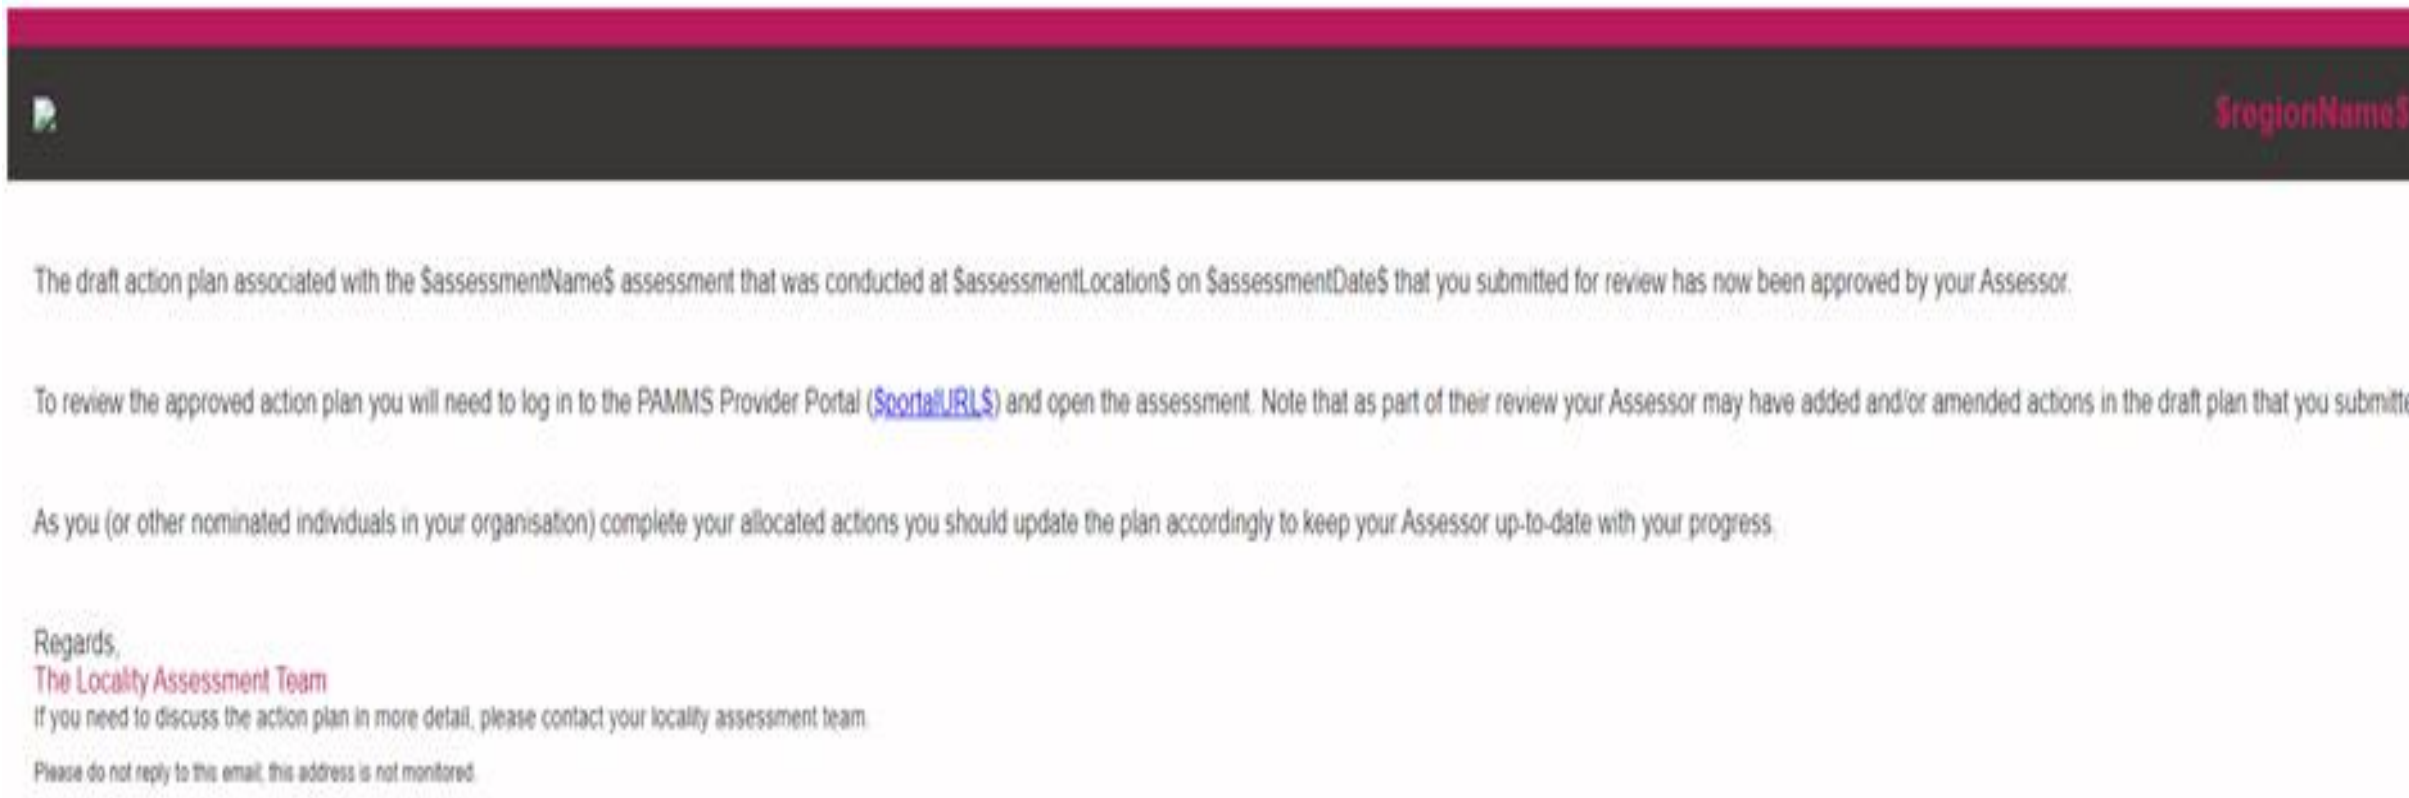 $regionName$
The draft action plan associated with the $assessmentName$ assessment that was conducted at $assessmentLocation$ on $assessmentDate$ that you submitted for review has now been approved by your Assessor.
To review the approved action plan you will need to log in to the PAMMS Provider Portal ($portalURL$) and open the assessment. Note that as part of their review your Assessor may have added and/or amended actions in the draft plan that you submitte
As you (or other nominated individuals in your organisation) complete your allocated actions you should update the plan accordingly to keep your Assessor up-to-date with your progress.
Regards,
The Locality Assessment Team
If you need to discuss the action plan in more detail, please contact your locality assessment team.
Please do not reply to this email; this address is not monitored.